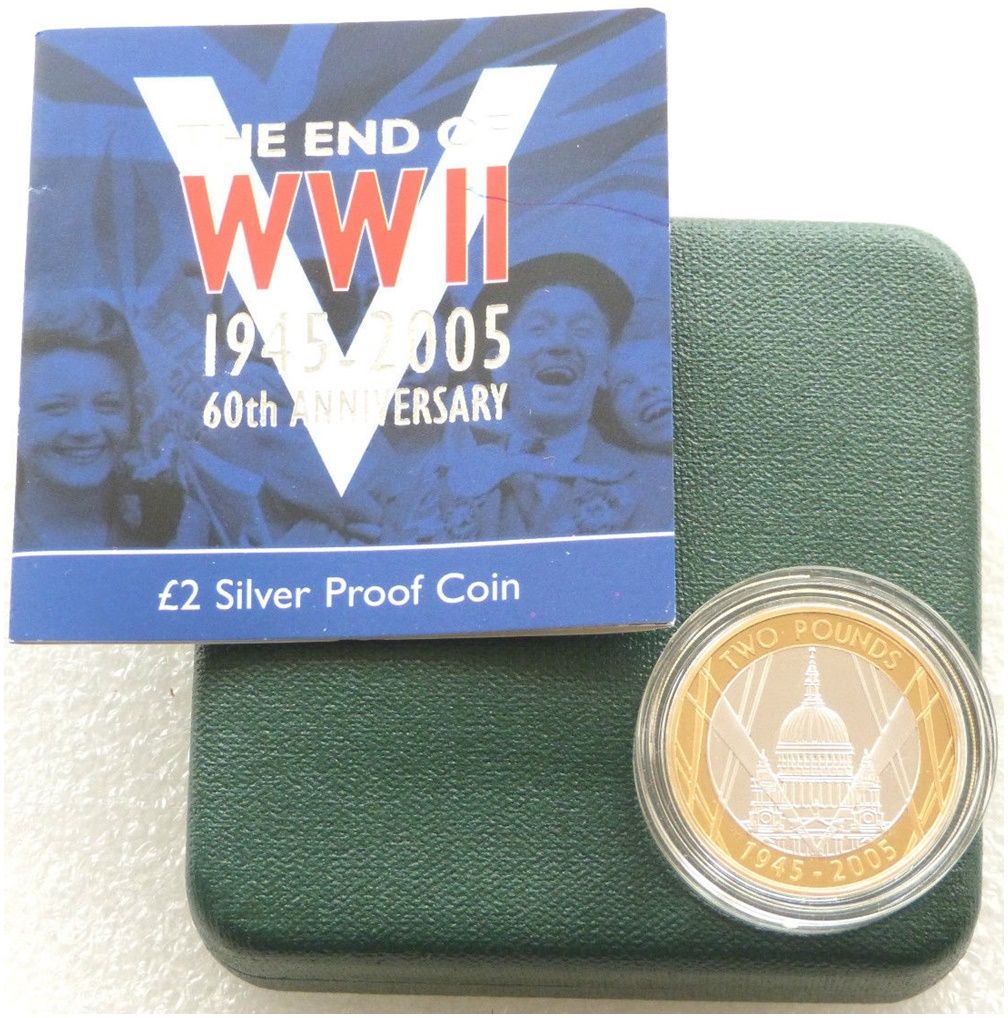 THE END OF
WWII
1945-2005
60th ANNIVERSARY
£2 Silver Proof Coin
TWO POUNDS
1945-2005